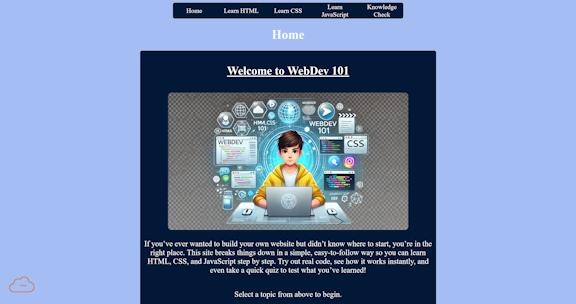 Home
Learn HTML
Learn CSS
Learn
JavaScript
Knowledge
Check
Home
Welcome to WebDev 101
HTML CSS
101
WEBDEV
101
HTMA
WEBDEV
CSS
If you've ever wanted to build your own website but didn't know where to start, you're in the
right place. This site breaks things down in a simple, easy-to-follow way so you can learn
HTML, CSS, and JavaScript step by step. Try out real code, see how it works instantly, and
even take a quick quiz to test what you've learned!
Select a topic from above to begin.